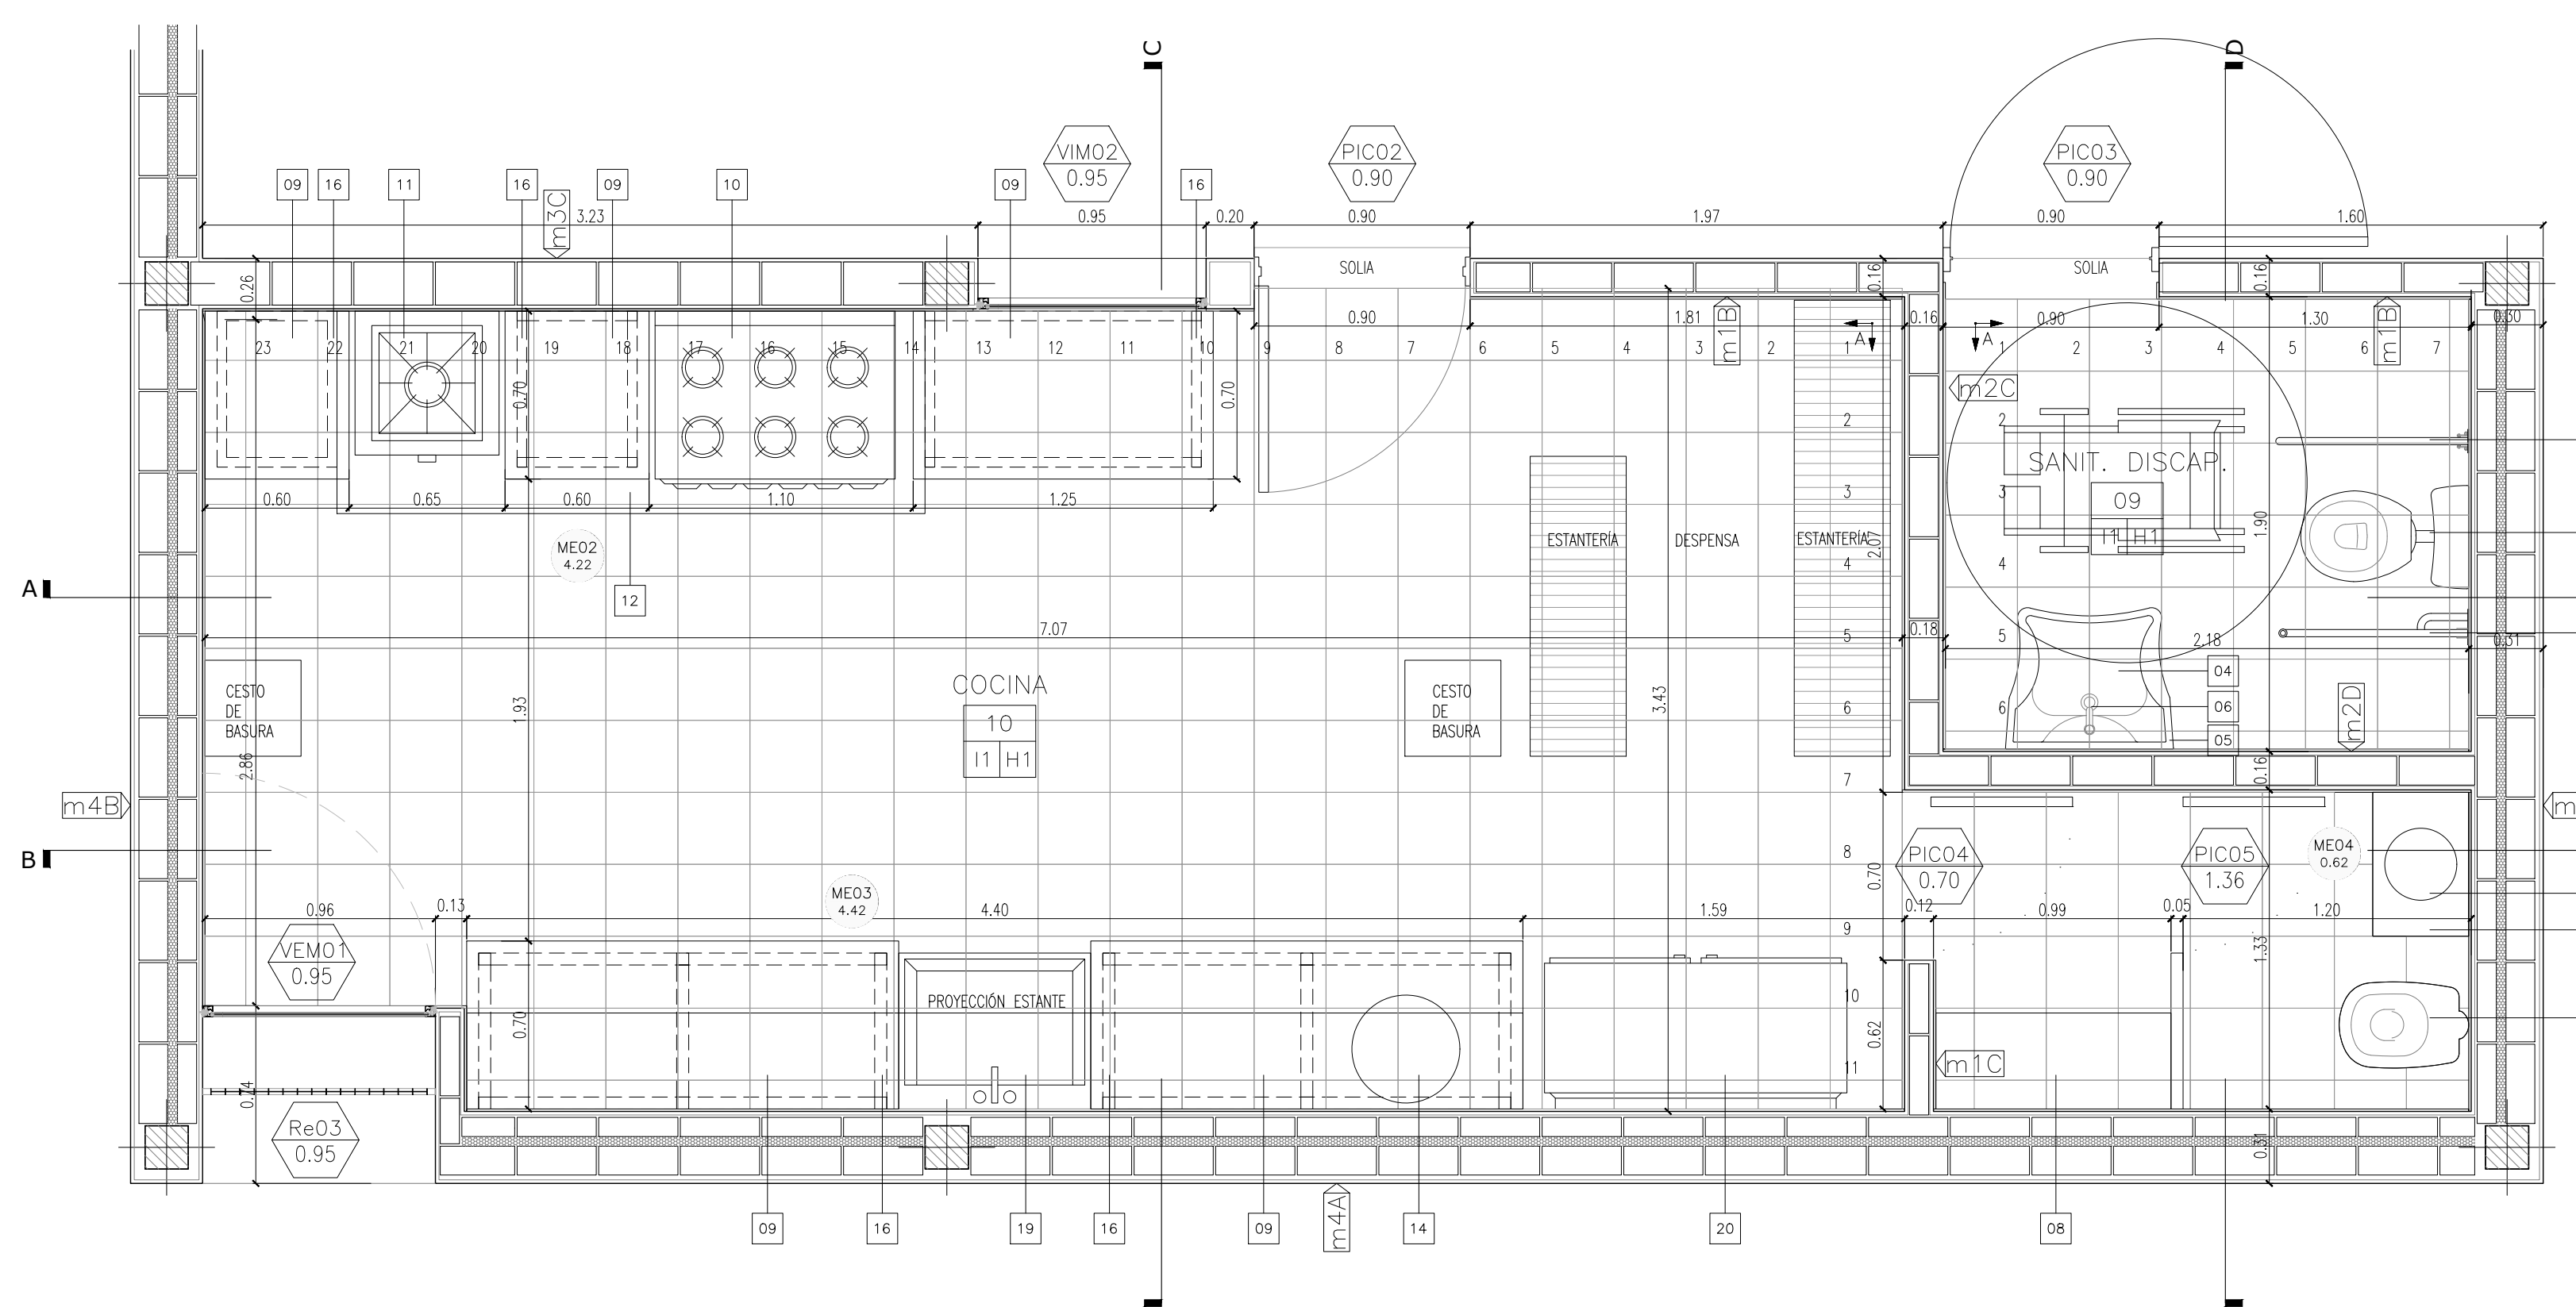 C
D
VIM02
0.95
PIC02
0.90
PIC03
0.90
09
16
11
16
09
10
09
16
m3C
3.23
0.95
0.20
0.90
1.97
0.90
1.60
0.26
SOLIA
0.16
SOLIA
0.16
0.90
1.81
m1B
0.16
0.90
1.30
m1B
0.30
A
A
23
22
21
20
19
18
17
16
15
14
13
12
11
10
9
8
7
6
5
4
3
2
1
1
2
3
4
5
6
7
0.70
0.70
m2C
2
2
SANIT. DISCAP.
3
3
09
I1
H1
0.60
0.65
0.60
1.10
1.25
1.90
ESTANTERÍA
DESPENSA
ESTANTERÍA
2.07
ME02
4.22
4
4
A
12
7.07
5
0.18
5
2.18
0.31
04
COCINA
10
I1
H1
CESTO
DE
BASURA
CESTO
DE
BASURA
1.93
3.43
6
6
06
05
m2D
2.86
7
0.16
m4B
m
B
8
PIC04
0.70
PIC05
1.36
ME04
0.62
0.70
ME03
4.42
0.96
0.13
4.40
1.59
0.12
0.99
0.05
1.20
9
1.33
VEM01
0.95
PROYECCIÓN ESTANTE
10
0.70
0.62
11
m1C
0.74
Re03
0.95
0.31
09
16
19
16
09
14
m4A
20
08